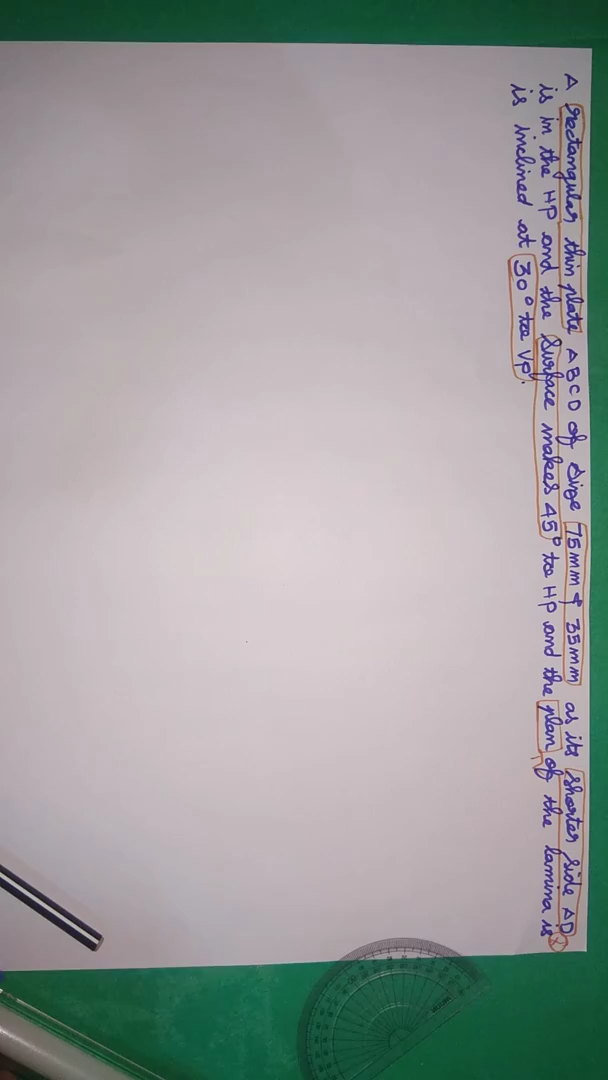 A rectangular thin plate ABCD of size 75mm & 35mm as its shorter side AD
is in the HP and the surface makes 45° to HP and the plan of the lamina is
is inclined at 30° to VP.